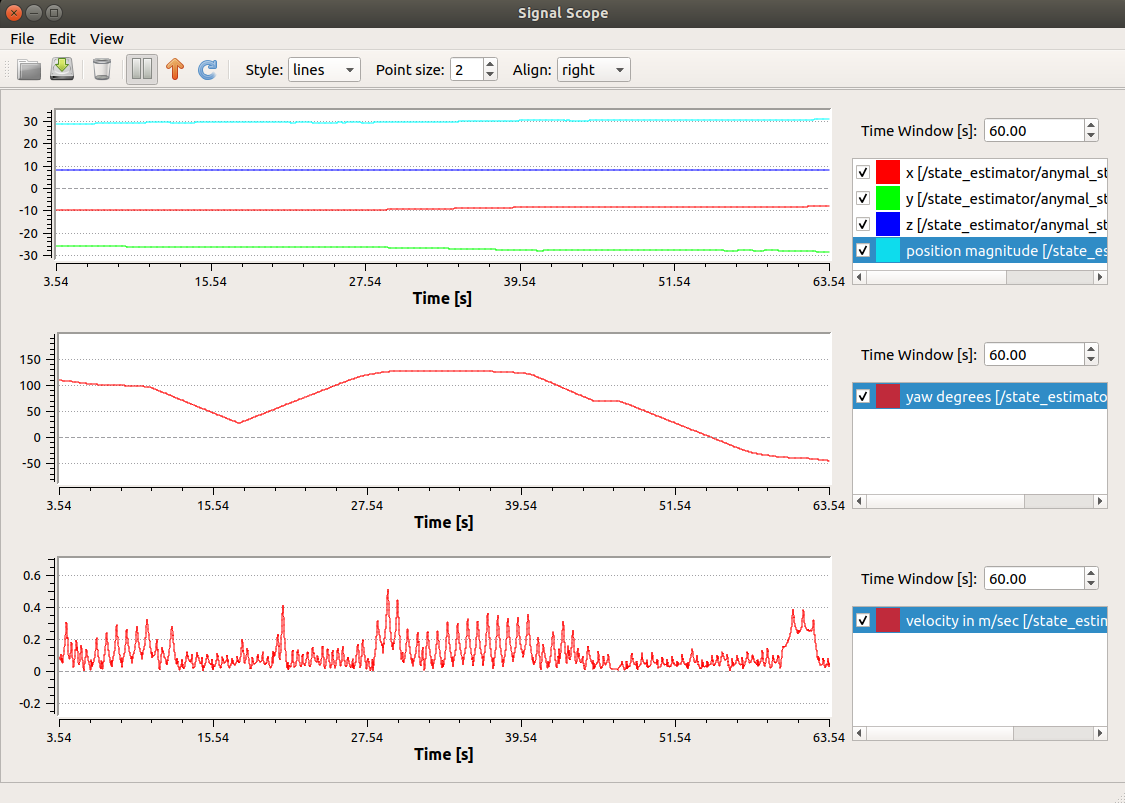 Signal Scope
File Edit View
Style: lines Point size: 2 Align: right
30
20
10
0
-10
-20
-30
3.54 15.54 27.54 39.54 51.54 63.54
Time [s]
Time Window [s]: 60.00
x [/state_estimator/anymal_st
y [/state_estimator/anymal_st
z [/state_estimator/anymal_st
position magnitude [/state_es
150
100
50
0
-50
3.54 15.54 27.54 39.54 51.54 63.54
Time [s]
Time Window [s]: 60.00
yaw degrees [/state_estimato
0.6
0.4
0.2
0
-0.2
3.54 15.54 27.54 39.54 51.54 63.54
Time [s]
Time Window [s]: 60.00
velocity in m/sec [/state_estim